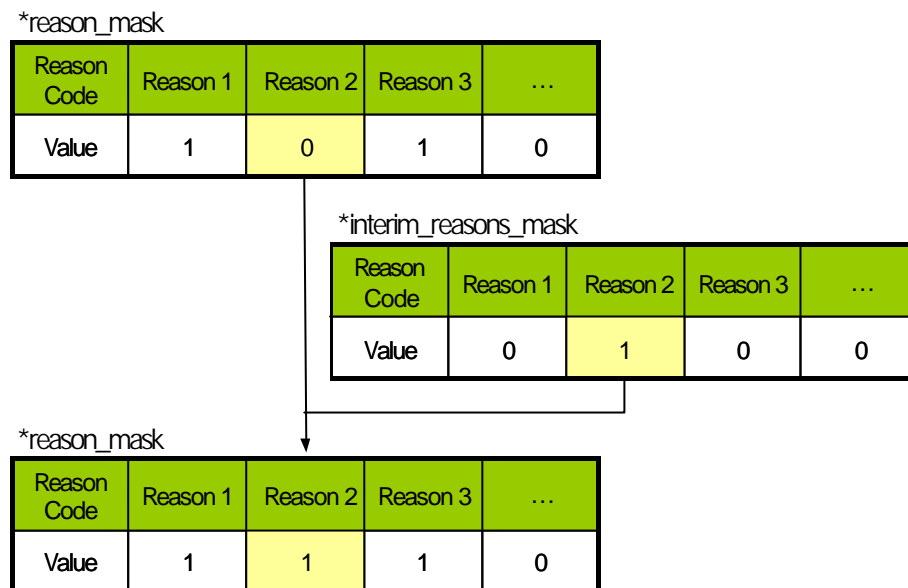 *reason_mask
Reason Code Reason 1 Reason 2 Reason 3 ...
Value 1 0 1 0
*interim_reasons_mask
Reason Code Reason 1 Reason 2 Reason 3 ...
Value 0 1 0 0
*reason_mask
Reason Code Reason 1 Reason 2 Reason 3 ...
Value 1 1 1 0